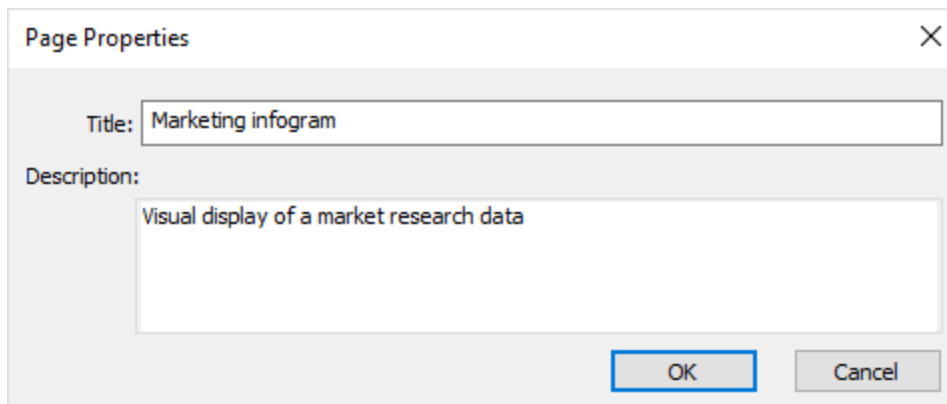 Page Properties
Title: Marketing infogram
Description:
Visual display of a market research data
OK Cancel